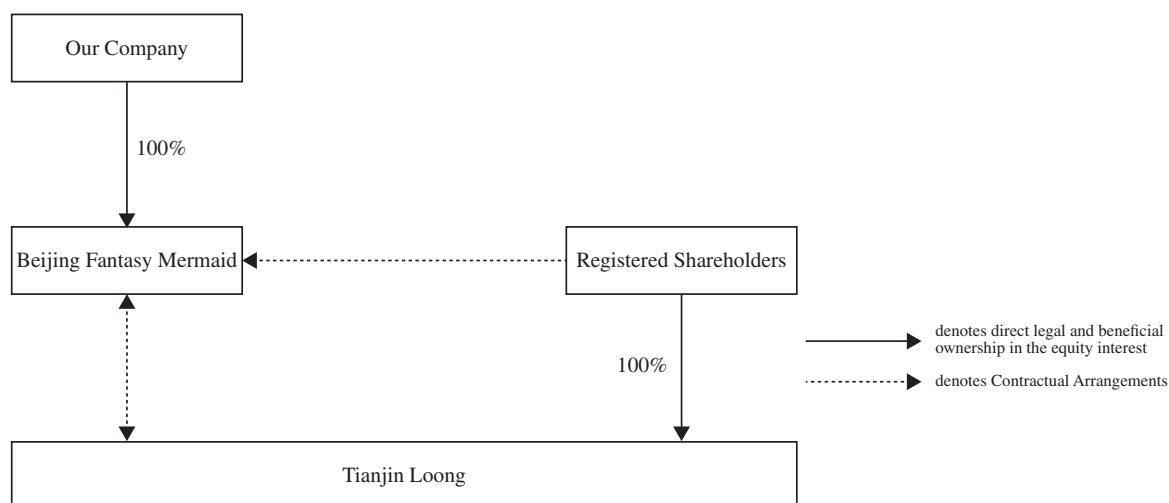 Our Company
100%
Beijing Fantasy Mermaid
Registered Shareholders
100%
denotes direct legal and beneficial
ownership in the equity interest
denotes Contractual Arrangements
Tianjin Loong